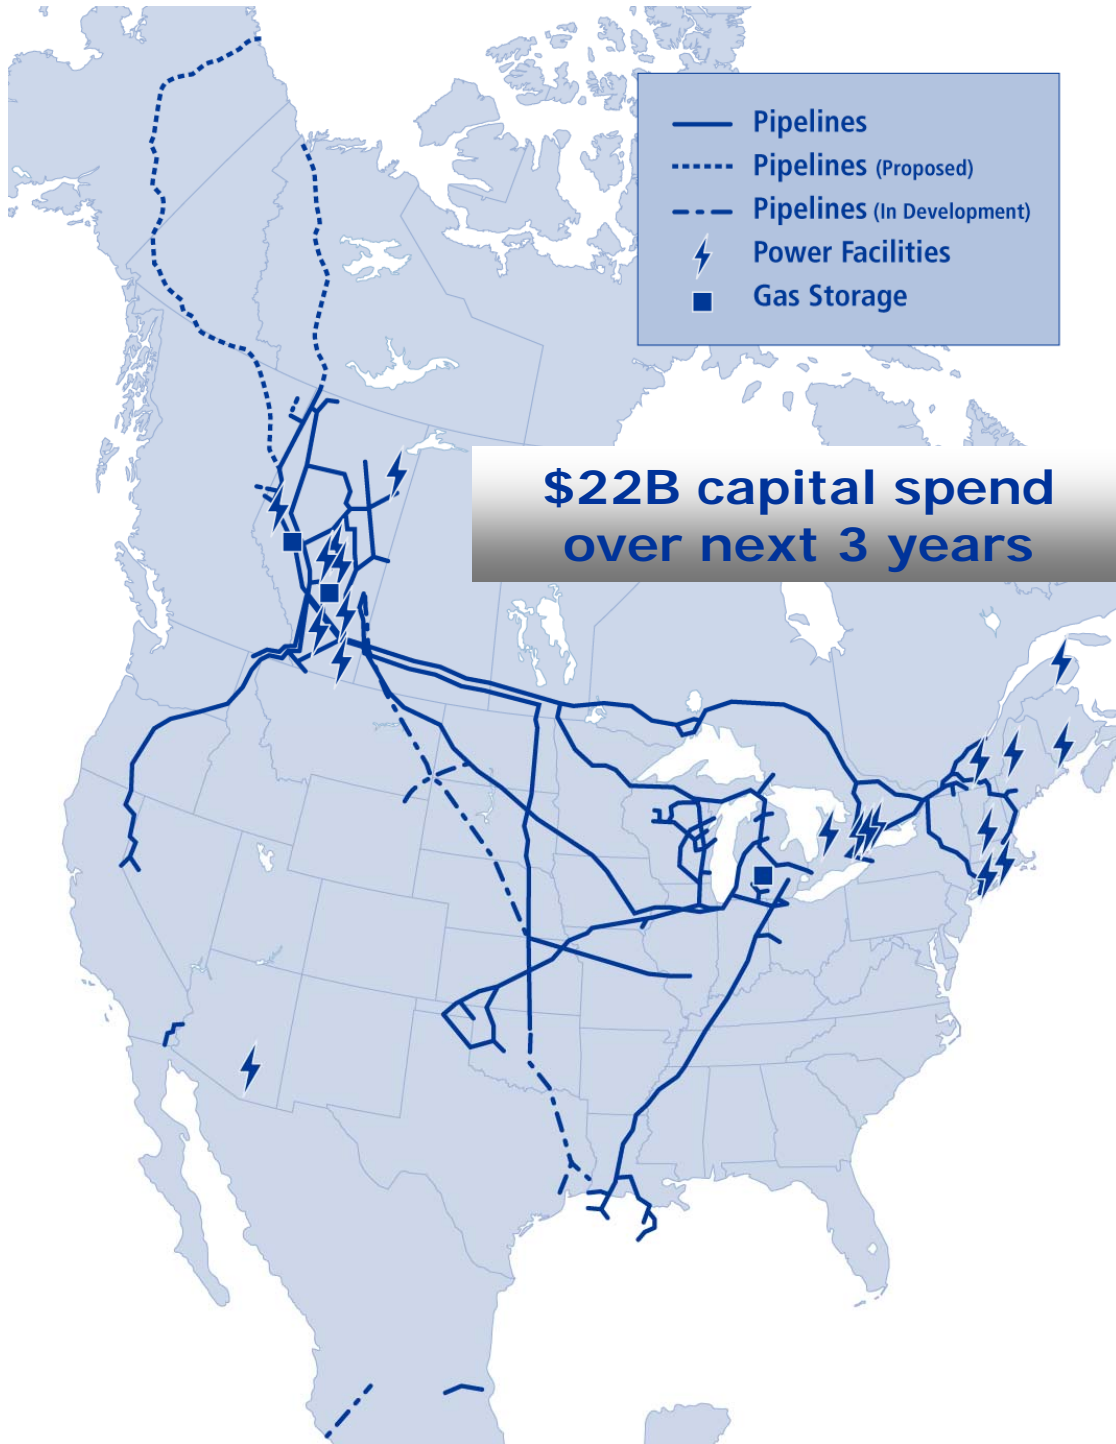 Pipelines
Pipelines (Proposed)
Pipelines (In Development)
Power Facilities
Gas Storage
$22B capital spend
over next 3 years